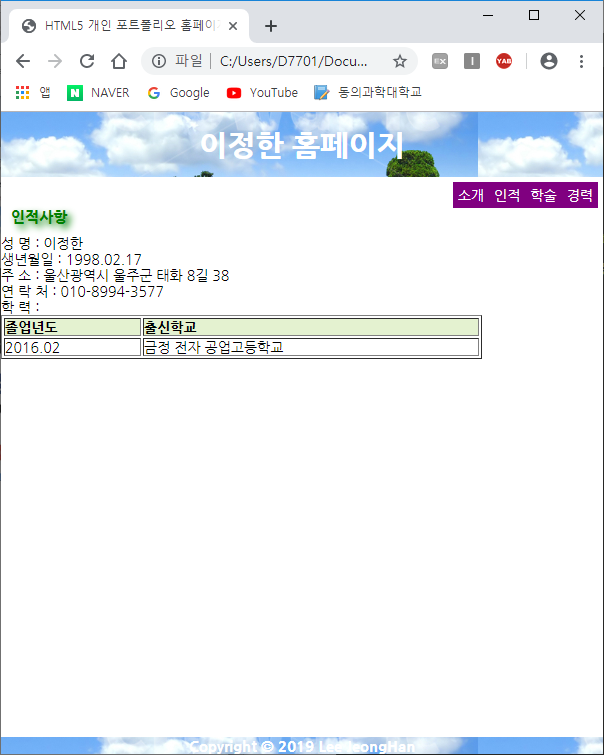 HTML5 개인 포트폴리오 홈페이지
파일 | C:/Users/D7701/Docu...
앱 NAVER Google YouTube 동의과학대학교
이정한 홈페이지
소개 인적 학술 경력
인적사항
성 명 : 이정한
생년월일 : 1998.02.17
주 소 : 울산광역시 울주군 태화 8길 38
연 락 처 : 010-8994-3577
학 력 :
졸업년도 출신학교
2016.02 금정 전자 공업고등학교
Copyright © 2019 LeeJeongHan